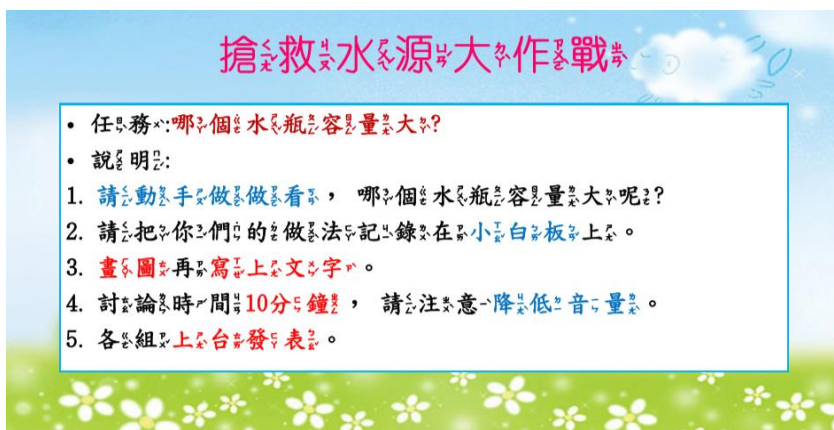 搶救水源大作戰
• 任務:哪個水瓶容量大?
• 說明:
1. 請動手做做看，哪個水瓶容量大呢?
2. 請把你們的做法記錄在小白板上。
3. 畫圖再寫上文字。
4. 討論時間10分鐘，請注意降低音量。
5. 各組上台發表。